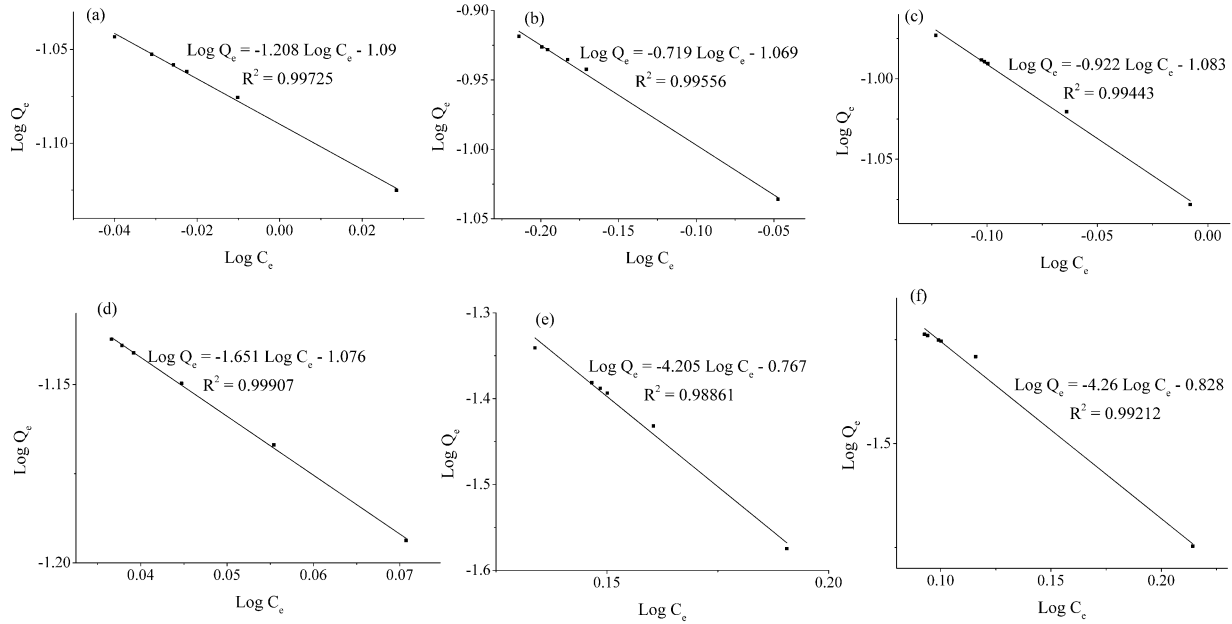 (a)
Log Qₑ = -1.208 Log Cₑ - 1.09
R² = 0.99725
-1.05
-1.10
Log Qₑ
-0.04 -0.02 0.00 0.02
Log Cₑ
(b)
Log Qₑ = -0.719 Log Cₑ - 1.069
R² = 0.99556
-0.90
-0.95
-1.00
-1.05
Log Qₑ
-0.20 -0.15 -0.10 -0.05
Log Cₑ
(c)
Log Qₑ = -0.922 Log Cₑ - 1.083
R² = 0.99443
-1.00
-1.05
Log Qₑ
-0.10 -0.05 0.00
Log Cₑ
(d)
Log Qₑ = -1.651 Log Cₑ - 1.076
R² = 0.99907
-1.15
-1.20
Log Qₑ
0.04 0.05 0.06 0.07
Log Cₑ
(e)
Log Qₑ = -4.205 Log Cₑ - 0.767
R² = 0.98861
-1.3
-1.4
-1.5
-1.6
Log Qₑ
0.15 0.20
Log Cₑ
(f)
Log Qₑ = -4.26 Log Cₑ - 0.828
R² = 0.99212
-1.5
Log Qₑ
0.10 0.15 0.20
Log Cₑ